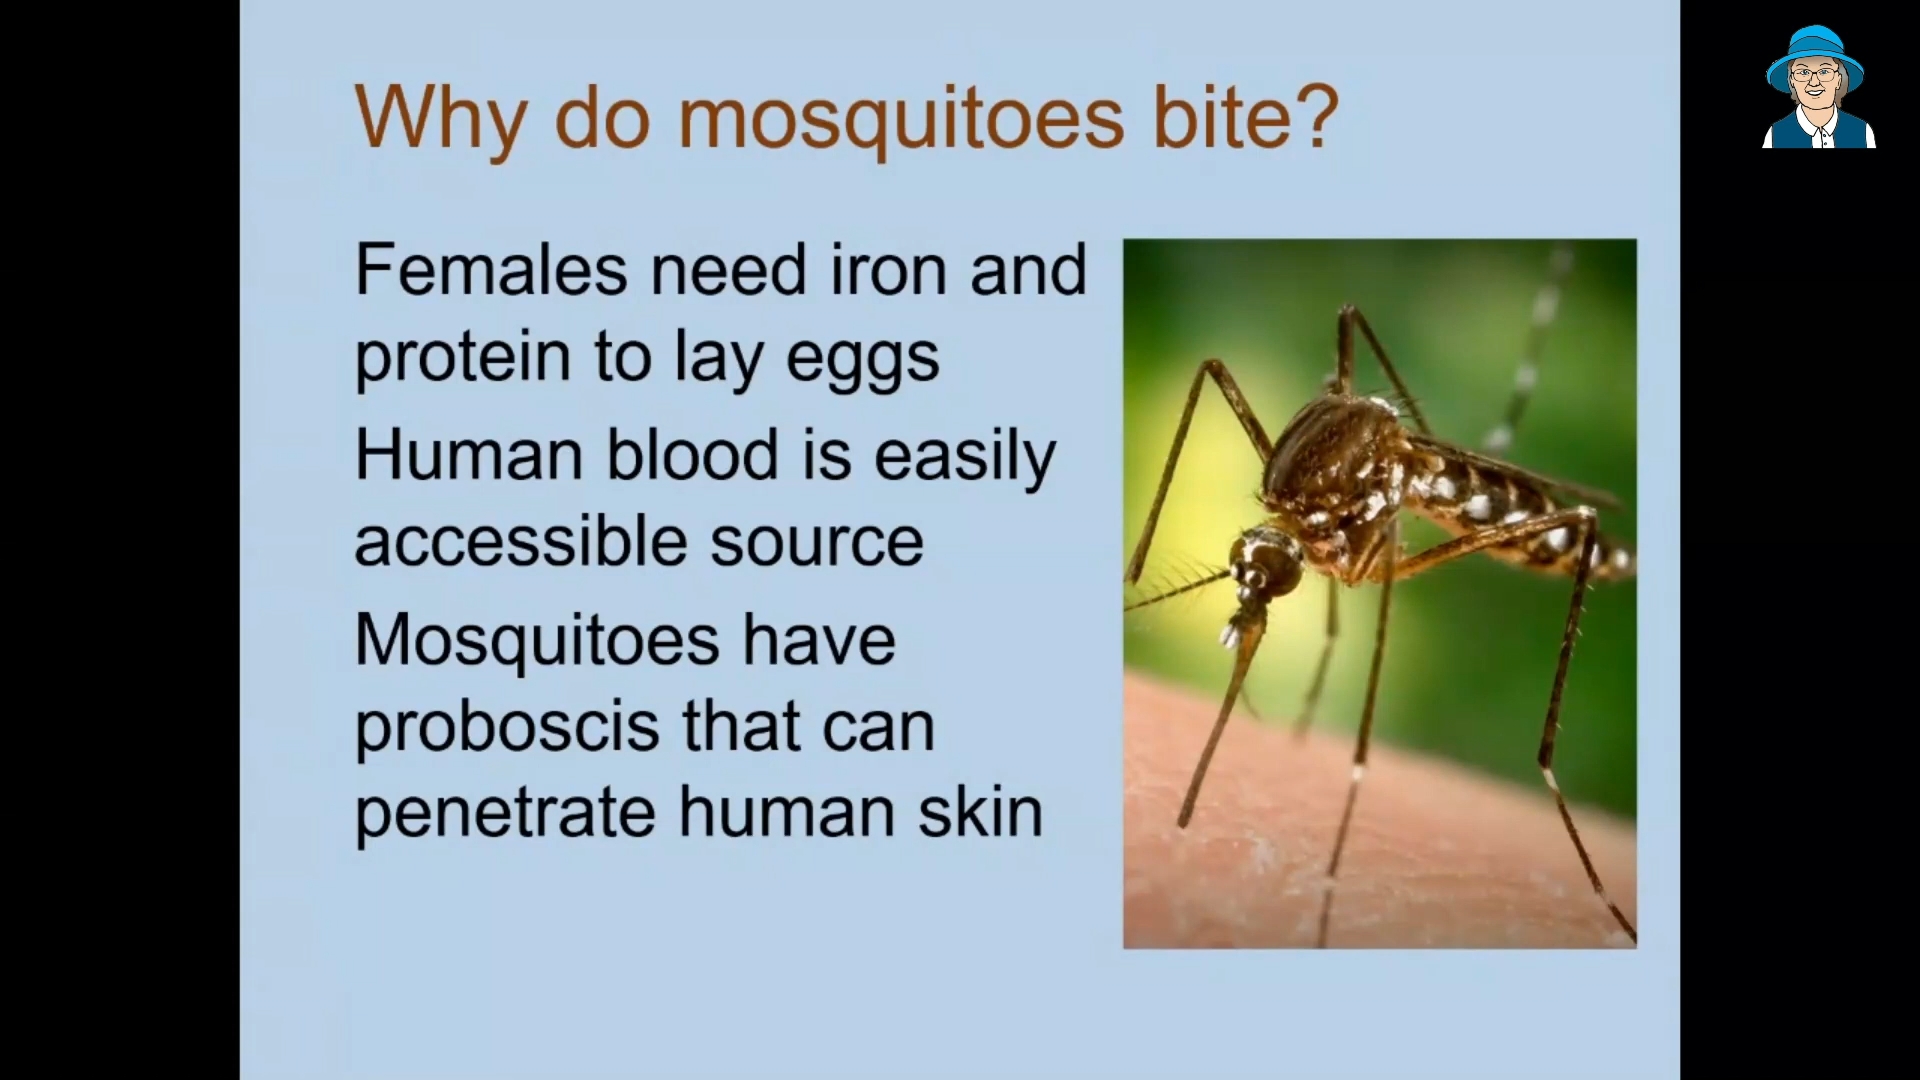 Why do mosquitoes bite?
Females need iron and
protein to lay eggs
Human blood is easily
accessible source
Mosquitoes have
proboscis that can
penetrate human skin